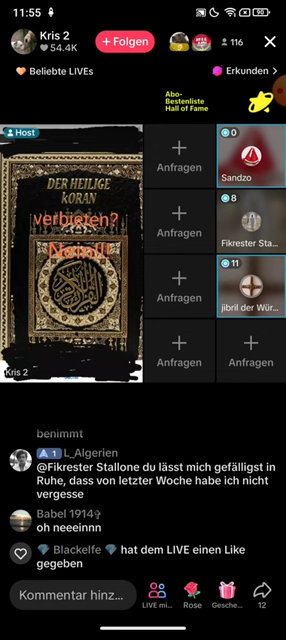 11:55
90
Kris 2
54.4K
+ Folgen
116
Beliebte LIVEs
Erkunden >
Abo-
Bestenliste
Hall of Fame
Host
DER HEILIGE
KORAN
verbieten?
Nein!!!
Kris 2
Anfragen
0
Sandzo
Anfragen
8
Fikrester Sta...
Anfragen
11
jibril der Wür...
Anfragen
Anfragen
benimmt
1 L_Algerien
@Fikrester Stallone du lässt mich gefälligst in
Ruhe, dass von letzter Woche habe ich nicht
vergesse
Babel 1914✞
oh neeeinnn
💎 Blackelfe 💎 hat dem LIVE einen Like
gegeben
Kommentar hinz...
LIVE mi...
Rose
Gesche...
12